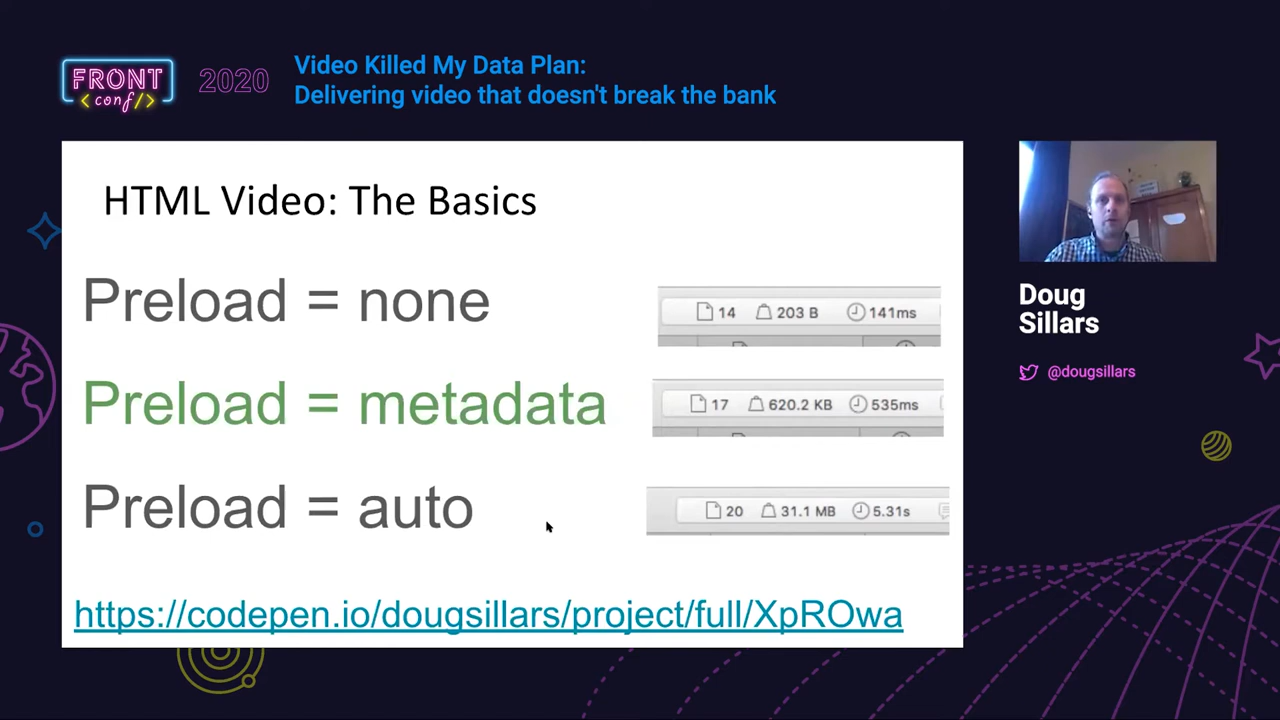 FRONT
<conf/>
2020
Video Killed My Data Plan:
Delivering video that doesn't break the bank
HTML Video: The Basics
Preload = none
14 203 B 141ms
Preload = metadata
17 620.2 KB 535ms
Preload = auto
20 31.1 MB 5.31s
https://codepen.io/dougsillars/project/full/XpROwa
Doug
Sillars
@dougsillars